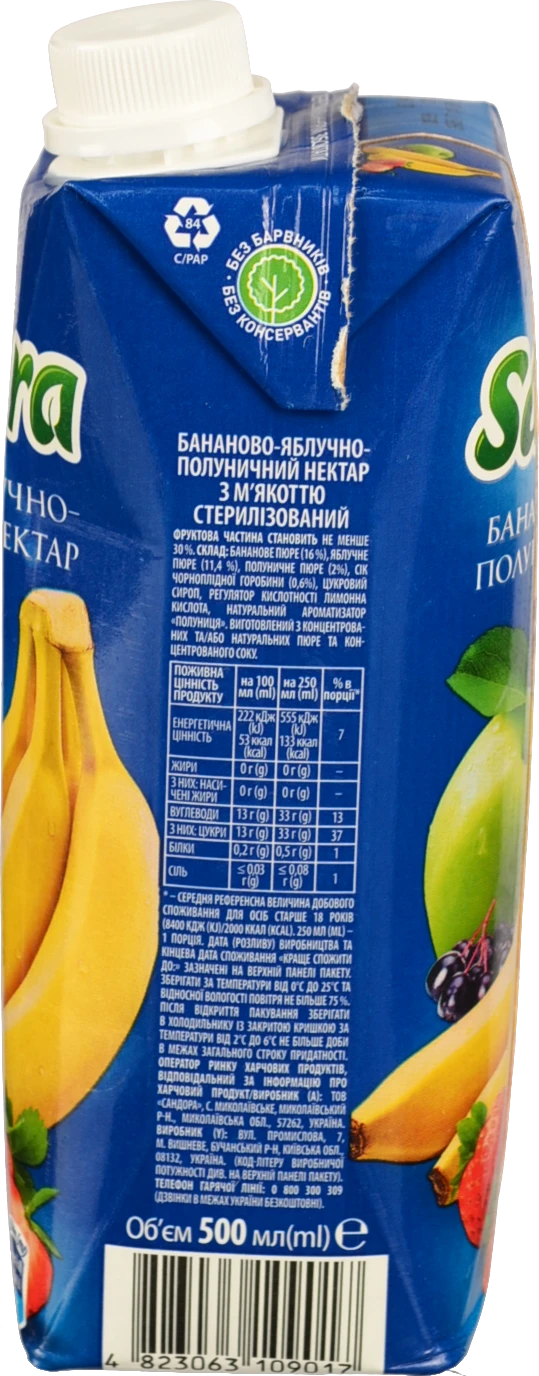 84
C/PAP
БЕЗ БАРВНИКІВ
БЕЗ КОНСЕРВАНТІВ
ra
Sa
БАНАНОВО-ЯБЛУЧНО-
ПОЛУНИЧНИЙ НЕКТАР
З М'ЯКОТТЮ
СТЕРИЛІЗОВАНИЙ
УЧНО-
ЕКТАР
БАНА
ПОЛУН
ФРУКТОВА ЧАСТИНА СТАНОВИТЬ НЕ МЕНШЕ
30%. СКЛАД: БАНАНОВЕ ПЮРЕ (16%), ЯБЛУЧНЕ
ПЮРЕ (11,4 %), ПОЛУНИЧНЕ ПЮРЕ (2%), СІК
ЧОРНОПЛІДНОЇ ГОРОБИНИ (0,6%), ЦУКРОВИЙ
СИРОП, РЕГУЛЯТОР КИСЛОТНОСТІ ЛИМОННА
КИСЛОТА, НАТУРАЛЬНИЙ АРОМАТИЗАТОР
«ПОЛУНИЦЯ». ВИГОТОВЛЕНИЙ З КОНЦЕНТРОВА-
НИХ ТА/АБО НАТУРАЛЬНИХ ПЮРЕ ТА КОН-
ЦЕНТРОВАНОГО СОКУ.
ПОЖИВНА ЦІННІСТЬ ПРОДУКТУ на 100 мл (ml) на 250 мл (ml) % в порції*
ЕНЕРГЕТИЧНА ЦІННІСТЬ 222 кДж (kJ) 53 ккал (kcal) 555 кДж (kJ) 133 ккал (kcal) 7
ЖИРИ 0 г (g) 0 г (g) –
З НИХ: НАСИ-ЧЕНІ ЖИРИ 0 г (g) 0 г (g) –
ВУГЛЕВОДИ 13 г (g) 33 г (g) 13
З НИХ: ЦУКРИ 13 г (g) 33 г (g) 37
БІЛКИ 0,2 г (g) 0,5 г (g) 1
СІЛЬ ≤ 0,03 г (g) ≤ 0,08 г (g) 1
* – СЕРЕДНЯ РЕФЕРЕНСНА ВЕЛИЧИНА ДОБОВОГО
СПОЖИВАННЯ ДЛЯ ОСІБ СТАРШЕ 18 РОКІВ
(8400 КДЖ (KJ)/2000 ККАЛ (KCAL). 250 МЛ (ML) –
1 ПОРЦІЯ. ДАТА (РОЗЛИВУ) ВИРОБНИЦТВА ТА
КІНЦЕВА ДАТА СПОЖИВАННЯ «КРАЩЕ СПОЖИТИ
ДО:» ЗАЗНАЧЕНІ НА ВЕРХНІЙ ПАНЕЛІ ПАКЕТУ.
ЗБЕРІГАТИ ЗА ТЕМПЕРАТУРИ ВІД 0°С ДО 25°С ТА
ВІДНОСНОЇ ВОЛОГОСТІ ПОВІТРЯ НЕ БІЛЬШЕ 75 %.
ПІСЛЯ ВІДКРИТТЯ ПАКУВАННЯ ЗБЕРІГАТИ
В ХОЛОДИЛЬНИКУ ІЗ ЗАКРИТОЮ КРИШКОЮ ЗА
ТЕМПЕРАТУРИ ВІД 2°С ДО 6°С НЕ БІЛЬШЕ ДОБИ
В МЕЖАХ ЗАГАЛЬНОГО СТРОКУ ПРИДАТНОСТІ.
ОПЕРАТОР РИНКУ ХАРЧОВИХ ПРОДУКТІВ,
ВІДПОВІДАЛЬНИЙ ЗА ІНФОРМАЦІЮ ПРО
ХАРЧОВИЙ ПРОДУКТ/ВИРОБНИК (А): ТОВ
«САНДОРА», С. МИКОЛАЇВСЬКЕ, МИКОЛАЇВСЬКИЙ
Р-Н., МИКОЛАЇВСЬКА ОБЛ., 57262, УКРАЇНА.
ВИРОБНИК (Y): ВУЛ. ПРОМИСЛОВА, 7,
М. ВИШНЕВЕ, БУЧАНСЬКИЙ Р-Н, КИЇВСЬКА ОБЛ.,
08132, УКРАЇНА. (КОД-ЛІТЕРУ ВИРОБНИЧОЇ
ПОТУЖНОСТІ ДИВ. НА ВЕРХНІЙ ПАНЕЛІ ПАКЕТУ).
ТЕЛЕФОН ГАРЯЧОЇ ЛІНІЇ: 0 800 300 309
(ДЗВІНКИ В МЕЖАХ УКРАЇНИ БЕЗКОШТОВНІ).
Об'єм 500 мл(ml) e
4 823063 109017